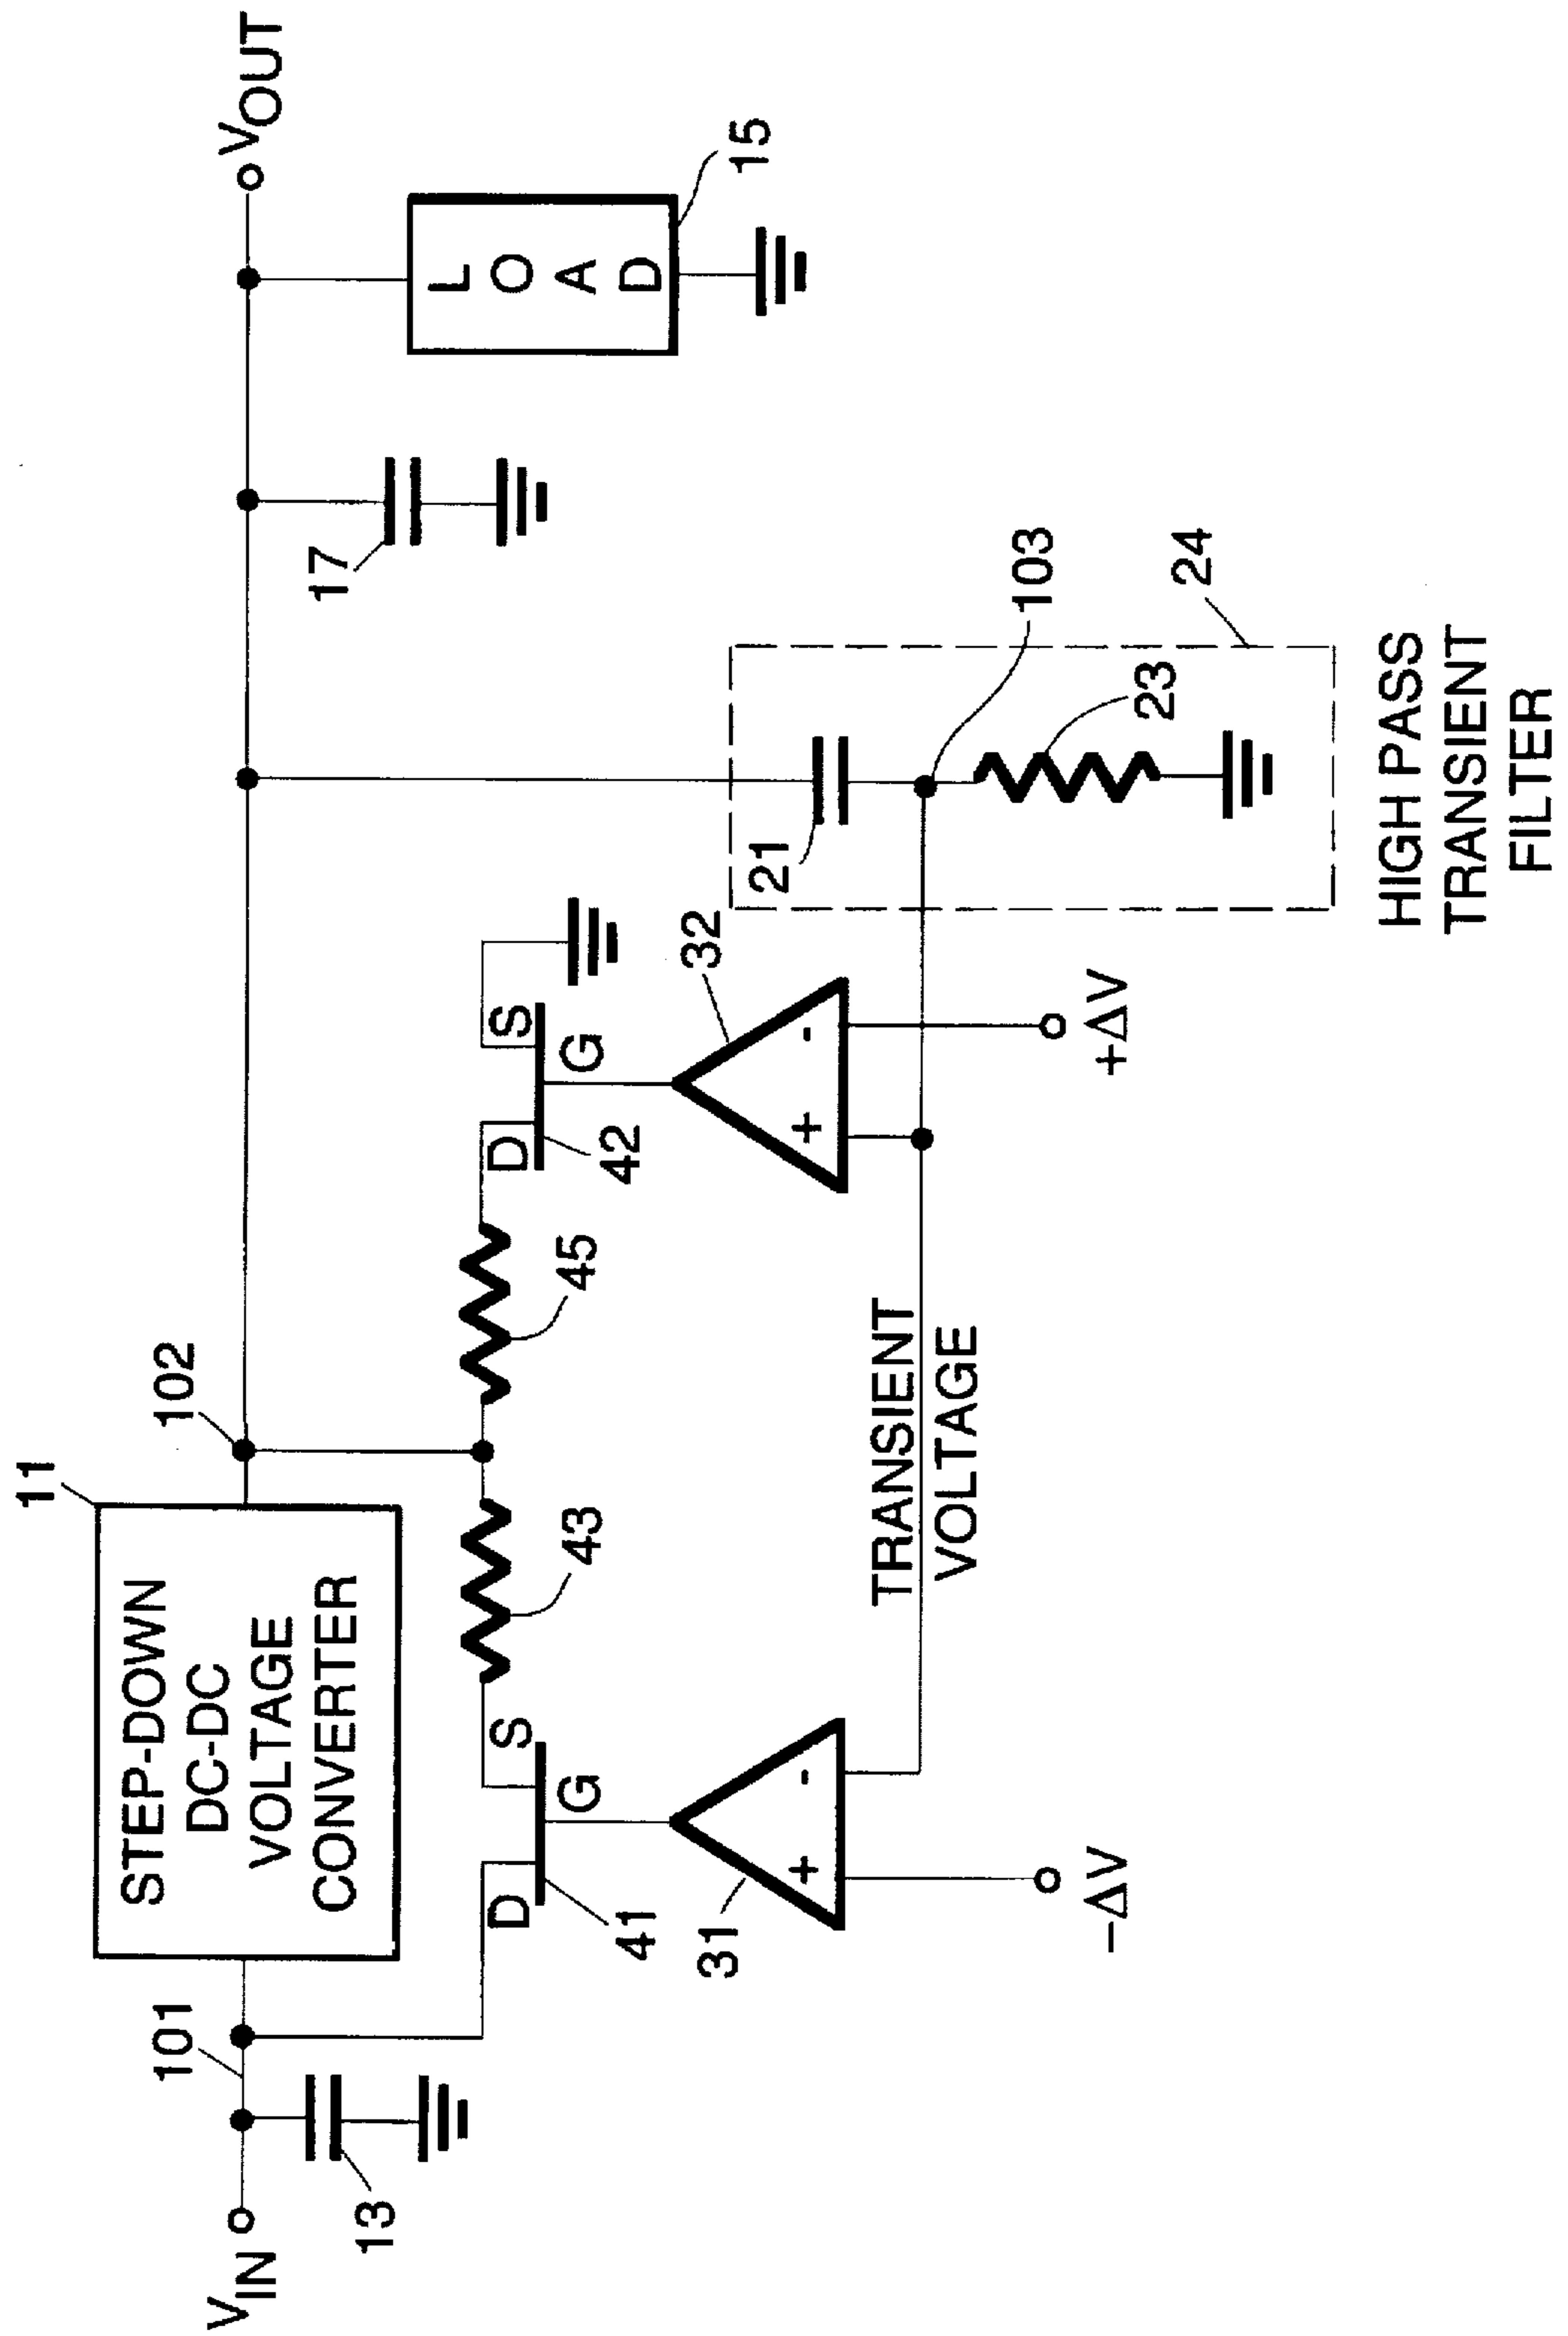 11
STEP-DOWN
DC-DC
VOLTAGE
CONVERTER
101
102
VIN
VOUT
13
17
LOAD
15
D
S
G
41
43
45
D
S
G
42
31
+
-
32
+
-
−ΔV
+ΔV
TRANSIENT
VOLTAGE
21
103
23
24
HIGH PASS
TRANSIENT
FILTER